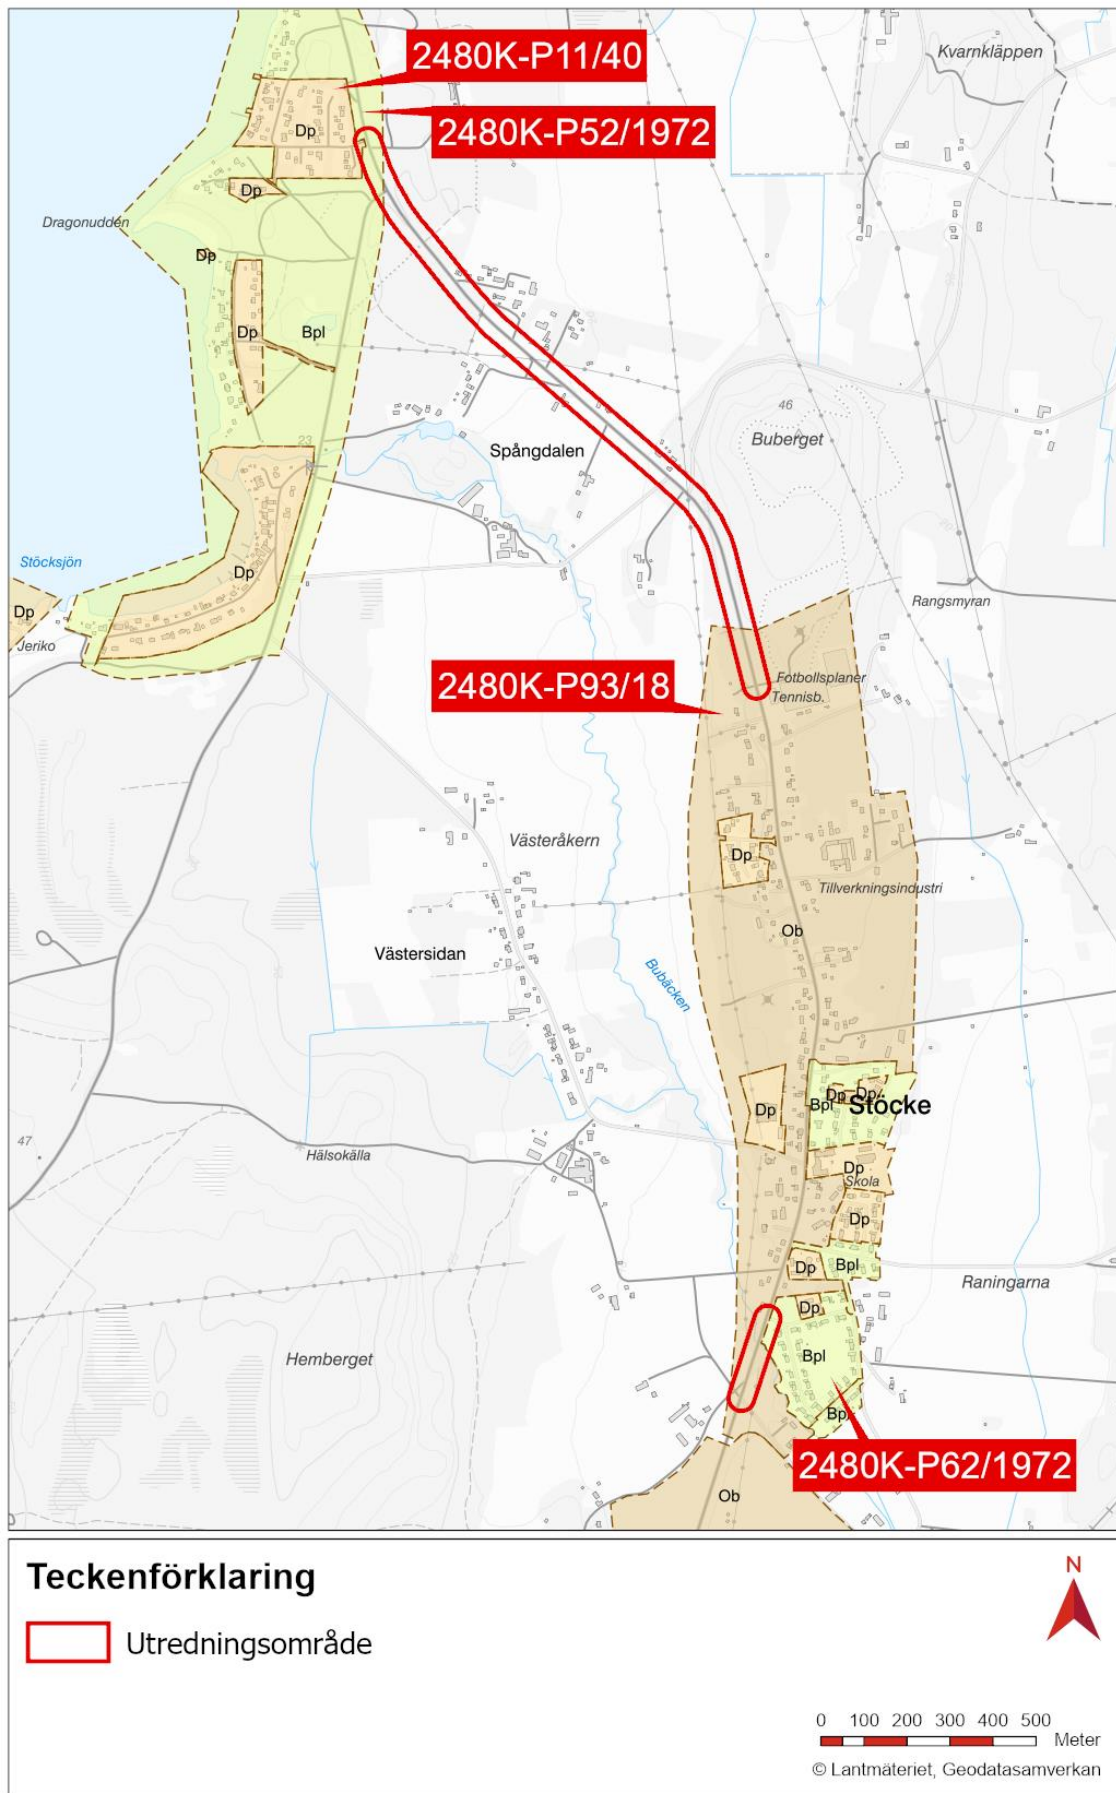 2480K-P11/40
Kvarnkläppen
2480K-P52/1972
Dp
Dp
Dragonudden
Dp
Dp
Bpl
46
Buberget
23
Spångdalen
Stöcksjön
Dp
Dp
Jeriko
Rangsmyran
2480K-P93/18
Fotbollsplaner
Tennisb.
Västeråkern
Dp
Tillverkningsindustri
Ob
Västersidan
Bubäcken
Dp
Dp
Dp
Bpl
Stöcke
47
Hälsokälla
Dp
Skola
Dp
Dp
Bpl
Raningarna
Dp
Hemberget
Bpl
Bpl
2480K-P62/1972
Ob
Teckenförklaring
N
Utredningsområde
0 100 200 300 400 500
Meter
© Lantmäteriet, Geodatasamverkan